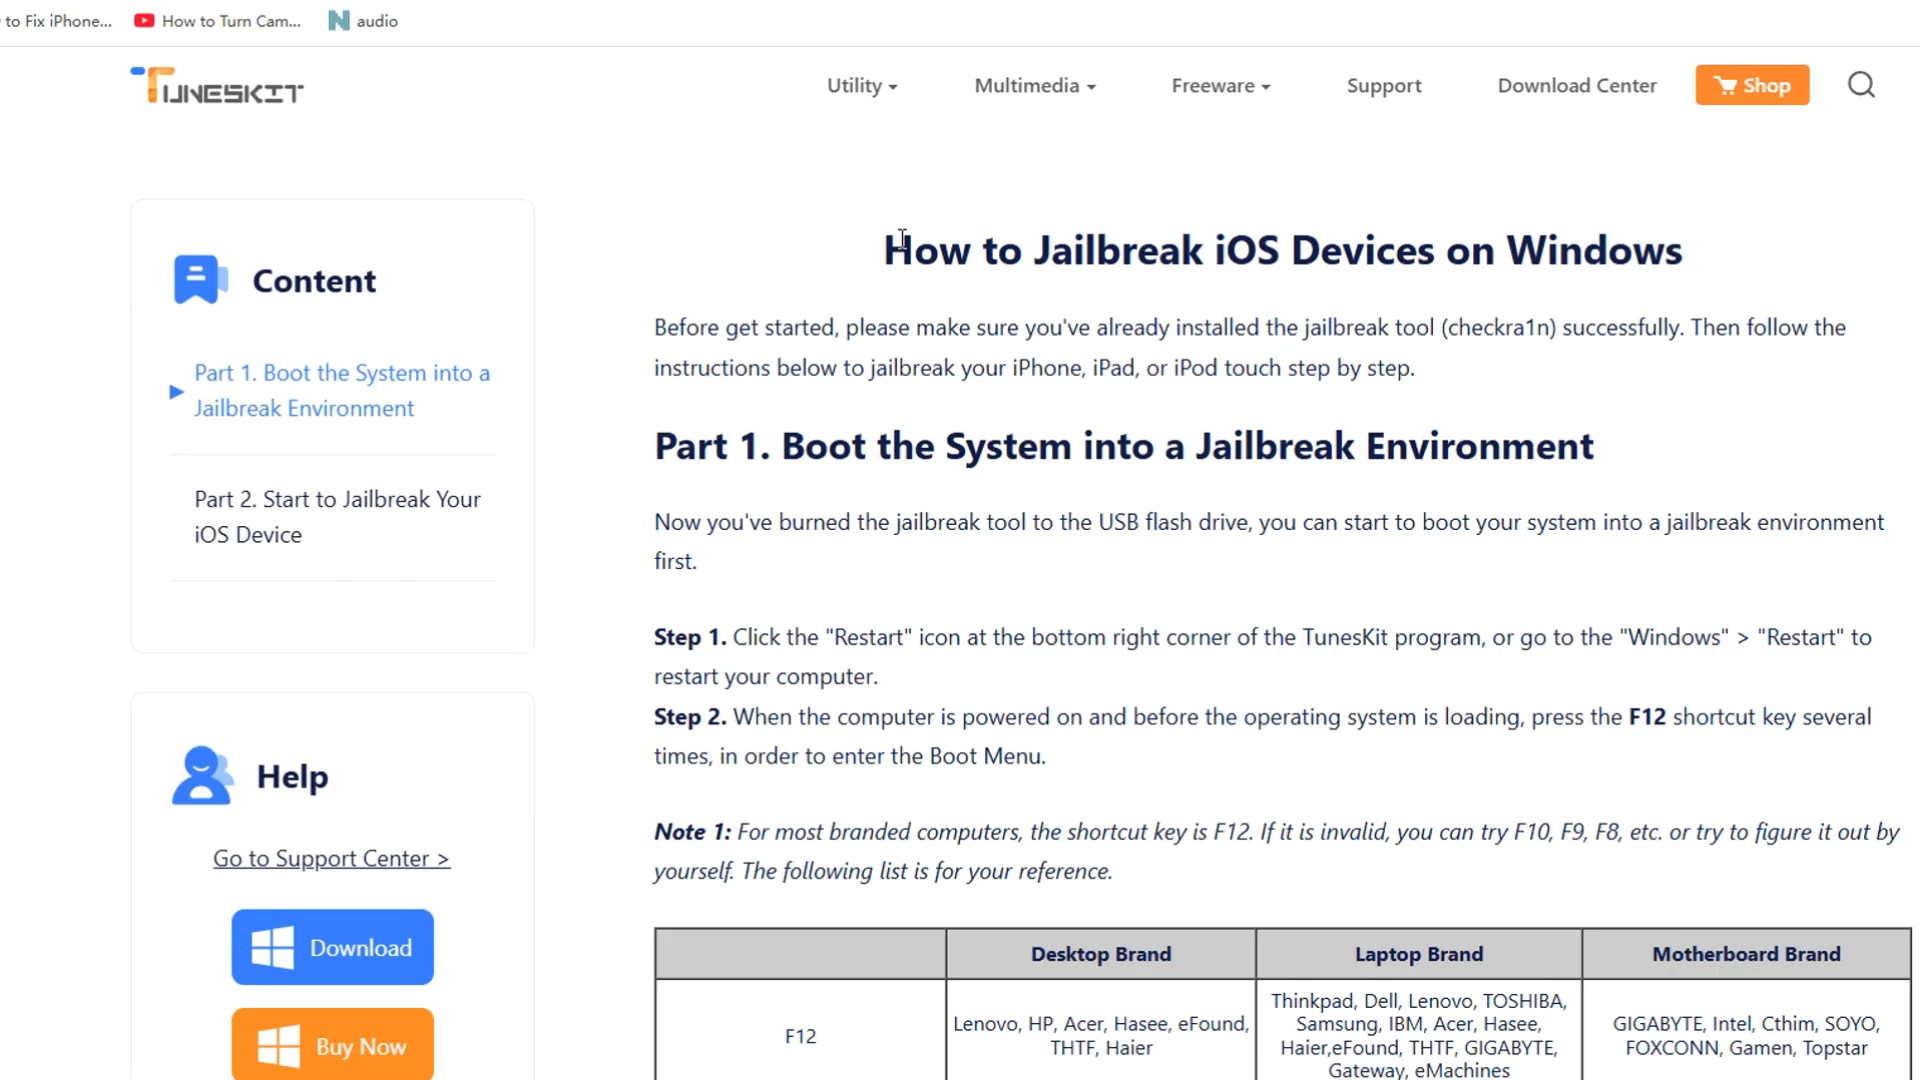 to Fix iPhone... How to Turn Cam... audio
TUNESKIT Utility Multimedia Freeware Support Download Center Shop
Content
Part 1. Boot the System into a
Jailbreak Environment
Part 2. Start to Jailbreak Your
iOS Device
Help
Go to Support Center >
Download
Buy Now
How to Jailbreak iOS Devices on Windows
Before get started, please make sure you've already installed the jailbreak tool (checkra1n) successfully. Then follow the
instructions below to jailbreak your iPhone, iPad, or iPod touch step by step.
Part 1. Boot the System into a Jailbreak Environment
Now you've burned the jailbreak tool to the USB flash drive, you can start to boot your system into a jailbreak environment
first.
Step 1. Click the "Restart" icon at the bottom right corner of the TunesKit program, or go to the "Windows" > "Restart" to
restart your computer.
Step 2. When the computer is powered on and before the operating system is loading, press the F12 shortcut key several
times, in order to enter the Boot Menu.
Note 1: For most branded computers, the shortcut key is F12. If it is invalid, you can try F10, F9, F8, etc. or try to figure it out by
yourself. The following list is for your reference.
Desktop Brand Laptop Brand Motherboard Brand
F12
Lenovo, HP, Acer, Hasee, eFound,
THTF, Haier
Thinkpad, Dell, Lenovo, TOSHIBA,
Samsung, IBM, Acer, Hasee,
Haier,eFound, THTF, GIGABYTE,
Gateway, eMachines
GIGABYTE, Intel, Cthim, SOYO,
FOXCONN, Gamen, Topstar